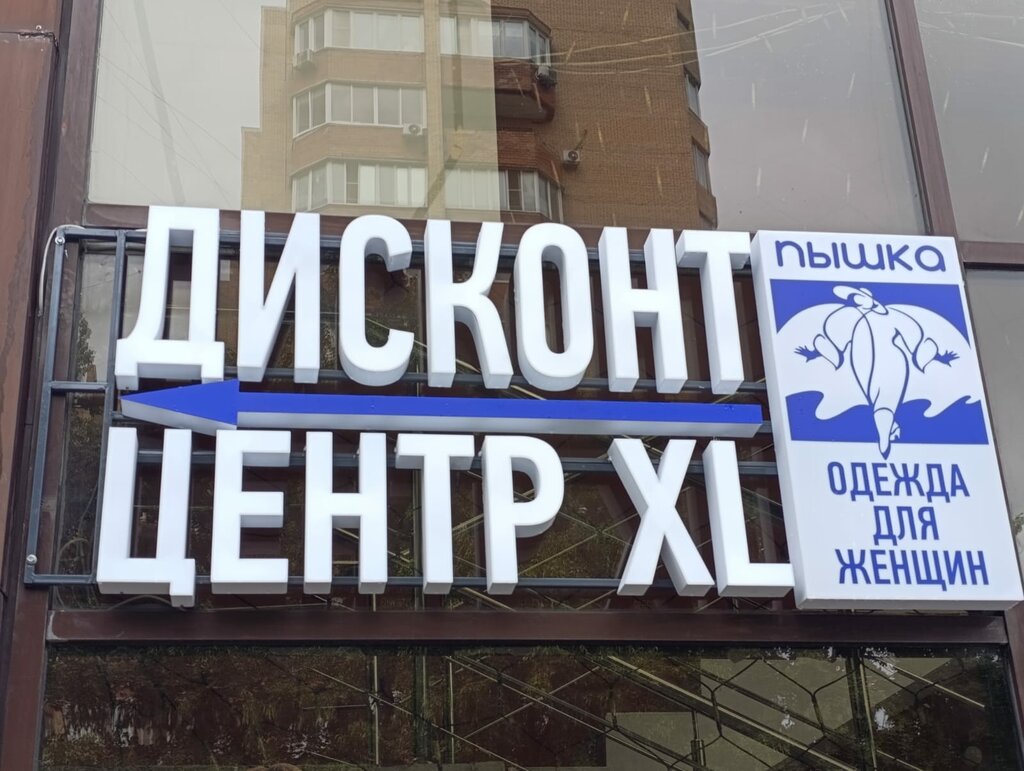 ДИСКОНТ
ЦЕНТР XL
ПЫШКА
ОДЕЖДА
ДЛЯ
ЖЕНЩИН